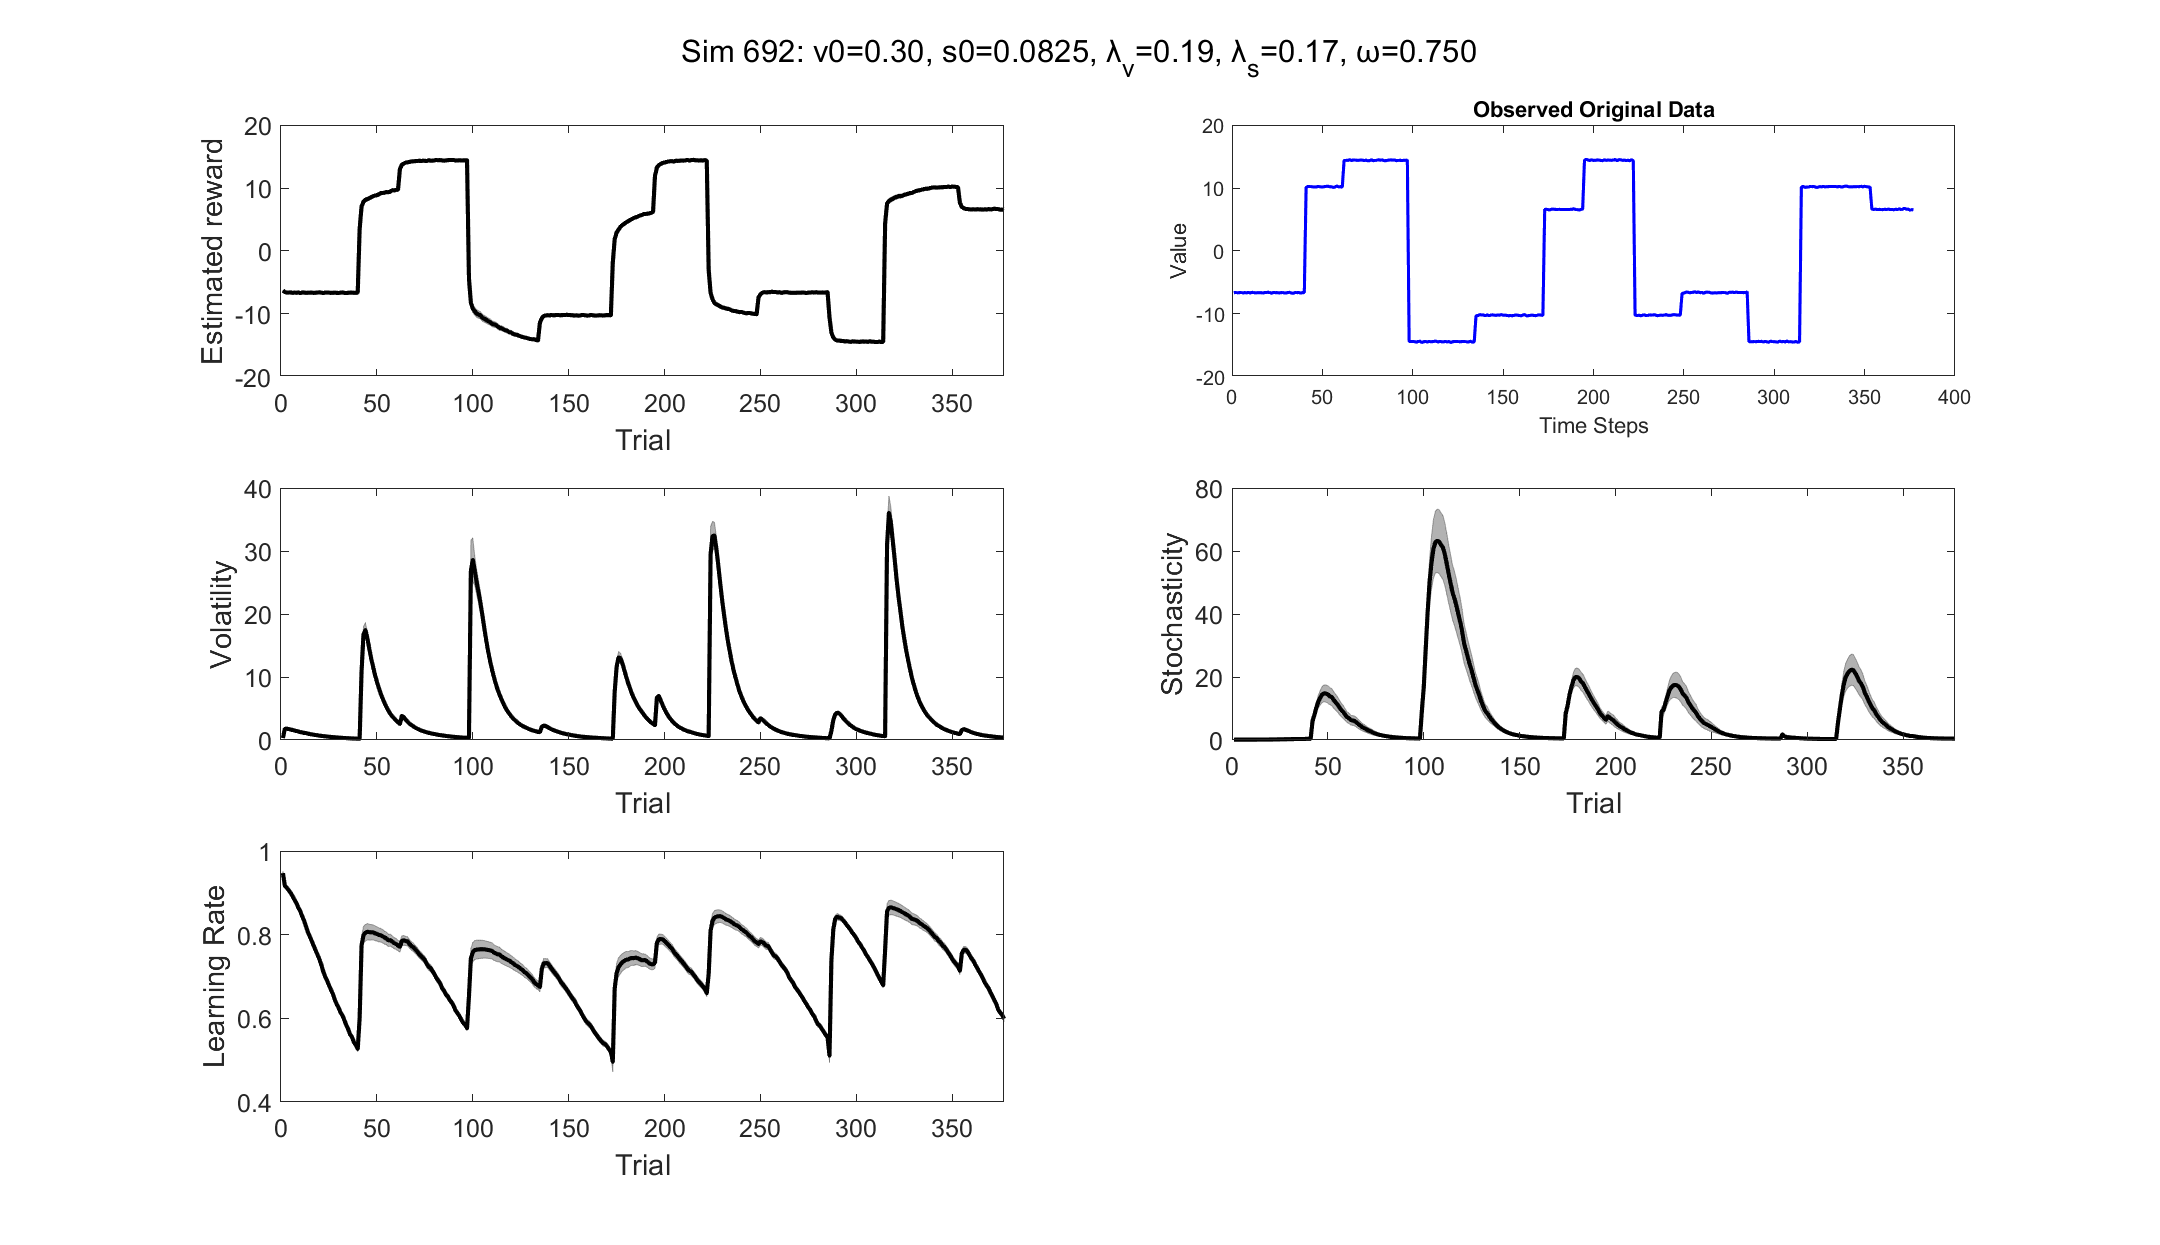 Sim 692: v0=0.30, s0=0.0825, λv=0.19, λs=0.17, ω=0.750
Estimated reward
20
10
0
-10
-20
0 50 100 150 200 250 300 350
Trial
Observed Original Data
Value
20
10
0
-10
-20
0 50 100 150 200 250 300 350 400
Time Steps
Volatility
40
30
20
10
0
0 50 100 150 200 250 300 350
Trial
Stochasticity
80
60
40
20
0
0 50 100 150 200 250 300 350
Trial
Learning Rate
1
0.8
0.6
0.4
0 50 100 150 200 250 300 350
Trial